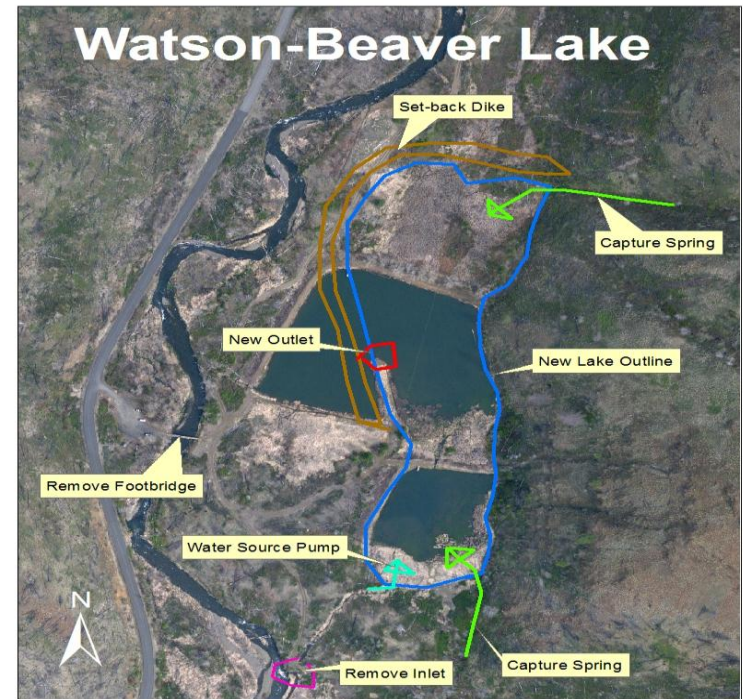 Watson-Beaver Lake
Set-back Dike
Capture Spring
New Outlet
New Lake Outline
Remove Footbridge
Water Source Pump
N
Remove Inlet
Capture Spring